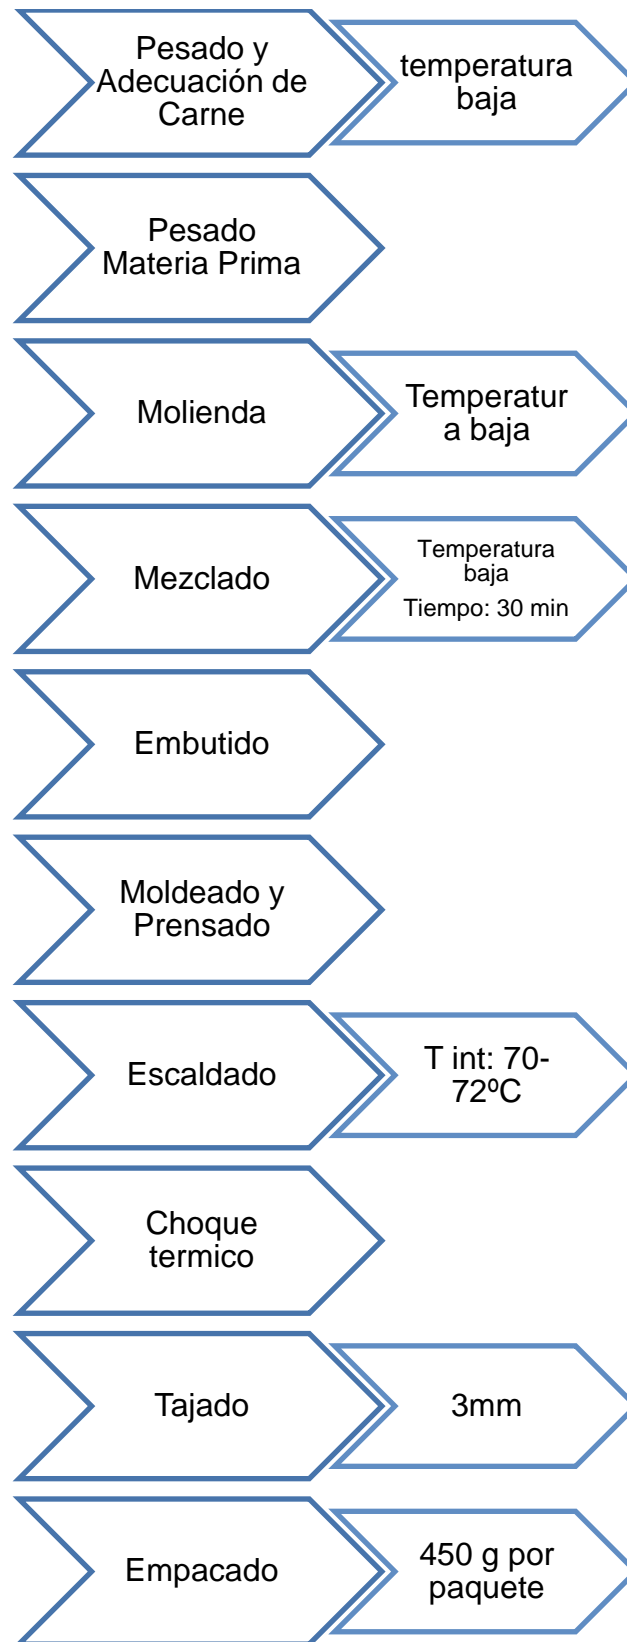 Pesado y
Adecuación de
Carne
temperatura
baja
Pesado
Materia Prima
Molienda
Temperatur
a baja
Mezclado
Temperatura
baja
Tiempo: 30 min
Embutido
Moldeado y
Prensado
Escaldado
T int: 70-
72ºC
Choque
termico
Tajado
3mm
Empacado
450 g por
paquete